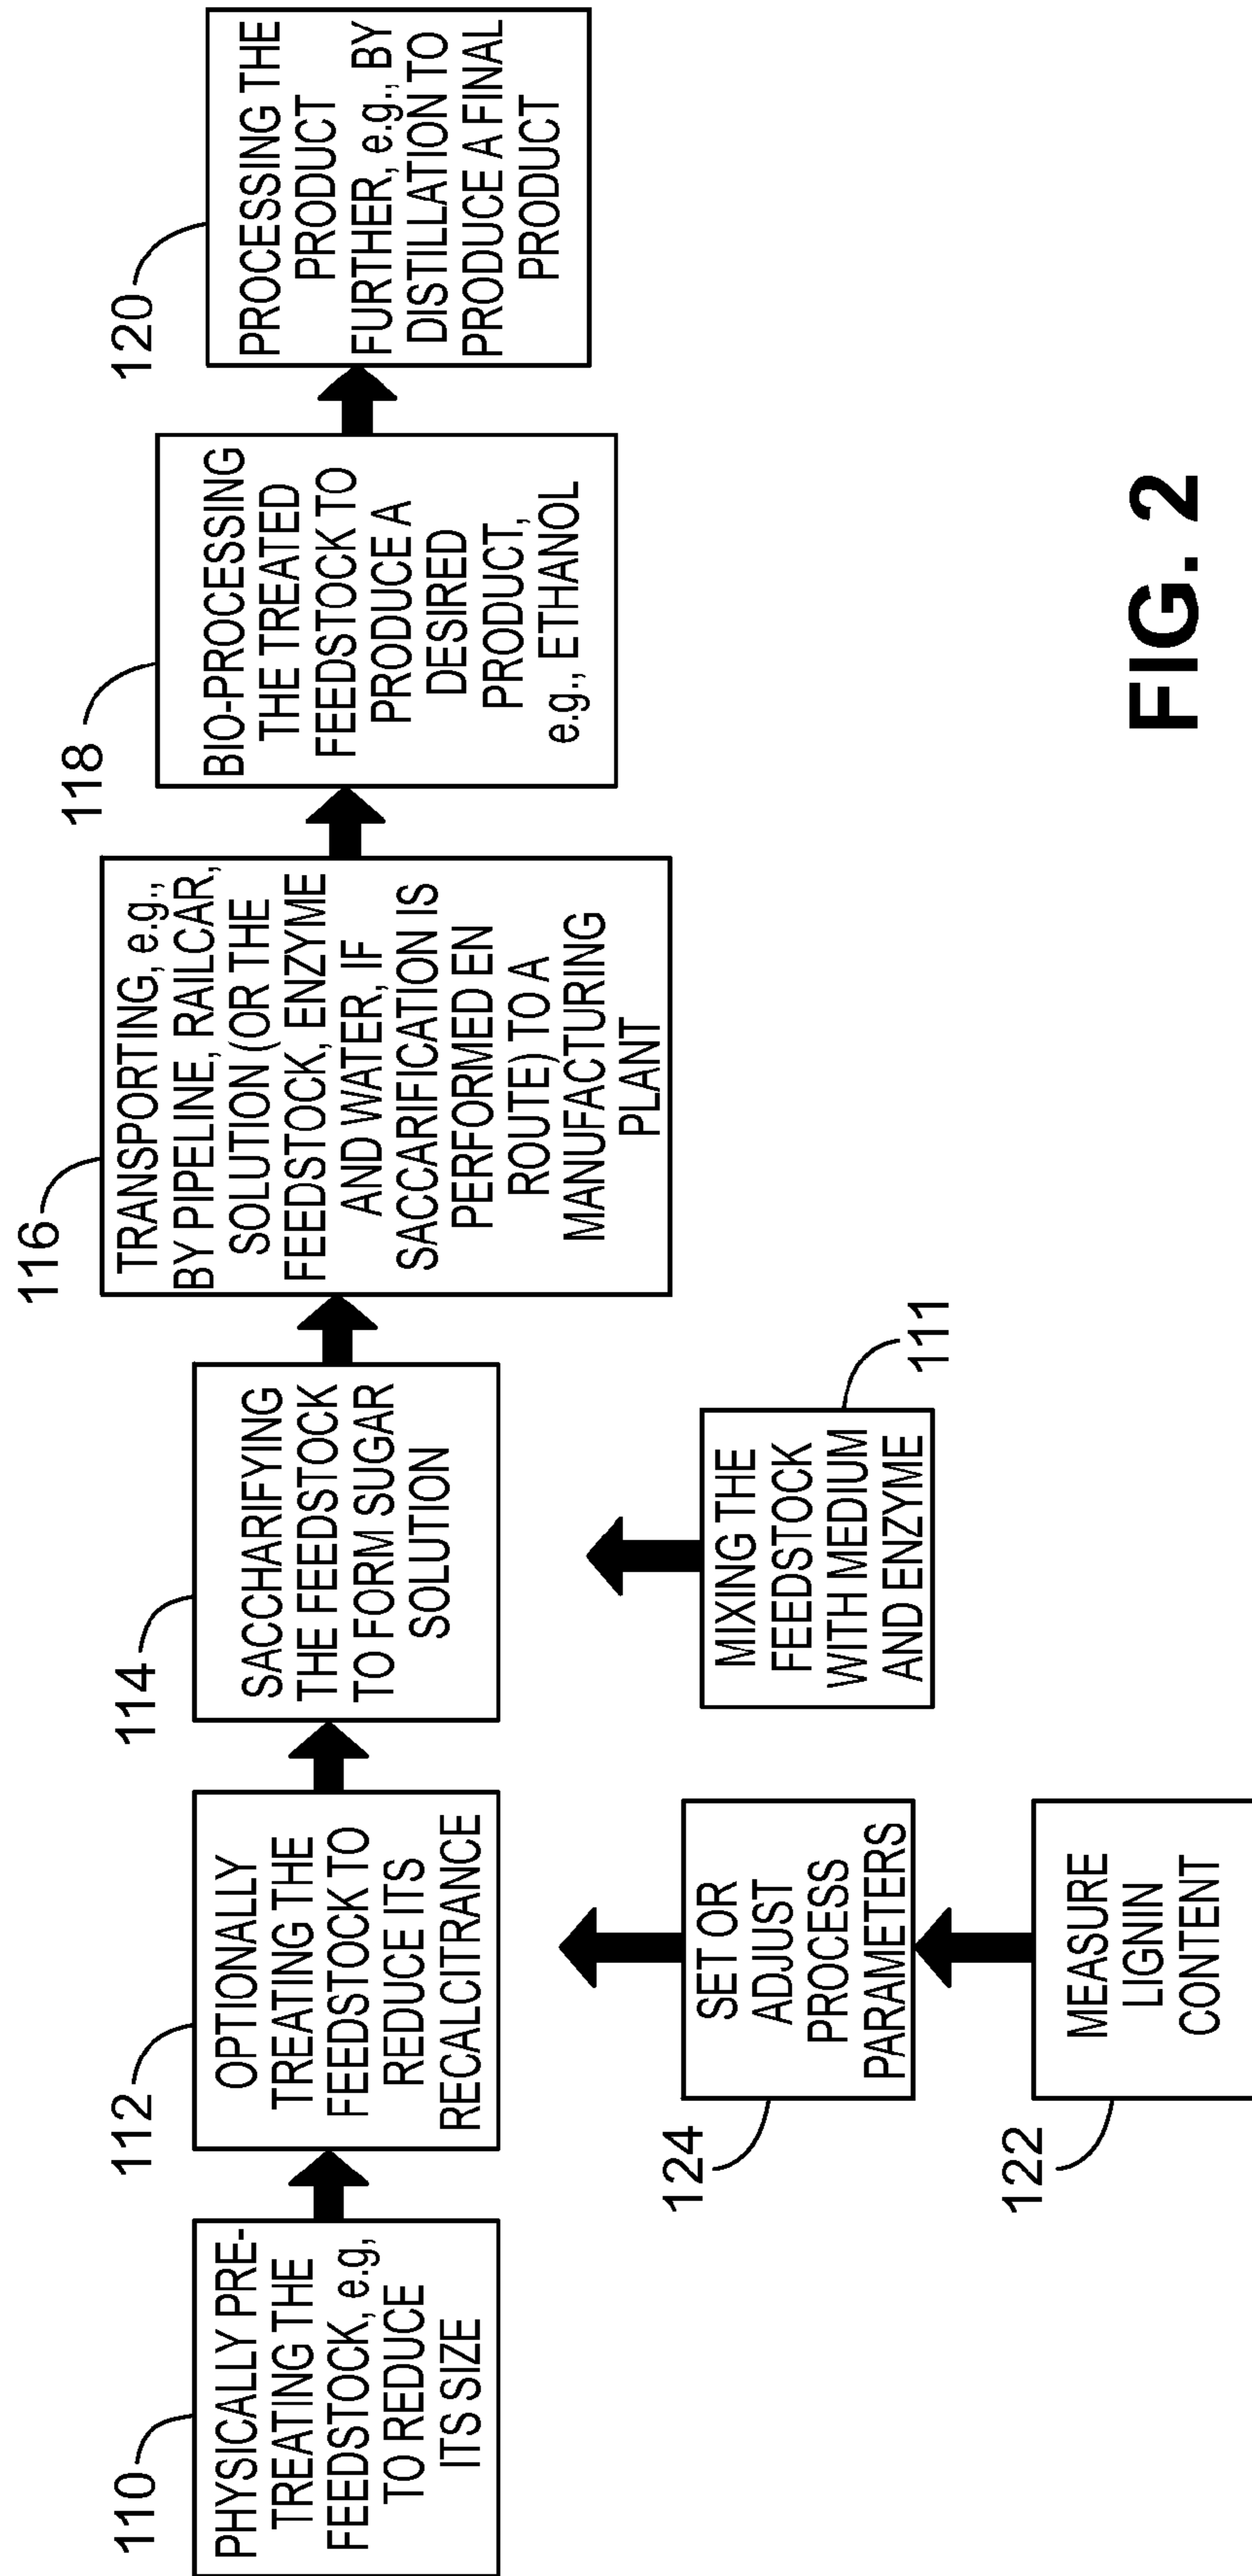 110
PHYSICALLY PRE-
TREATING THE
FEEDSTOCK, e.g,
TO REDUCE
ITS SIZE
112
OPTIONALLY
TREATING THE
FEEDSTOCK TO
REDUCE ITS
RECALCITRANCE
114
SACCHARIFYING
THE FEEDSTOCK
TO FORM SUGAR
SOLUTION
116
TRANSPORTING, e.g.,
BY PIPELINE, RAILCAR,
SOLUTION (OR THE
FEEDSTOCK, ENZYME
AND WATER, IF
SACCARIFICATION IS
PERFORMED EN
ROUTE) TO A
MANUFACTURING
PLANT
118
BIO-PROCESSING
THE TREATED
FEEDSTOCK TO
PRODUCE A
DESIRED
PRODUCT,
e.g., ETHANOL
120
PROCESSING THE
PRODUCT
FURTHER, e.g., BY
DISTILLATION TO
PRODUCE A FINAL
PRODUCT
124
SET OR
ADJUST
PROCESS
PARAMETERS
122
MEASURE
LIGNIN
CONTENT
MIXING THE
FEEDSTOCK
WITH MEDIUM
AND ENZYME
111
FIG. 2